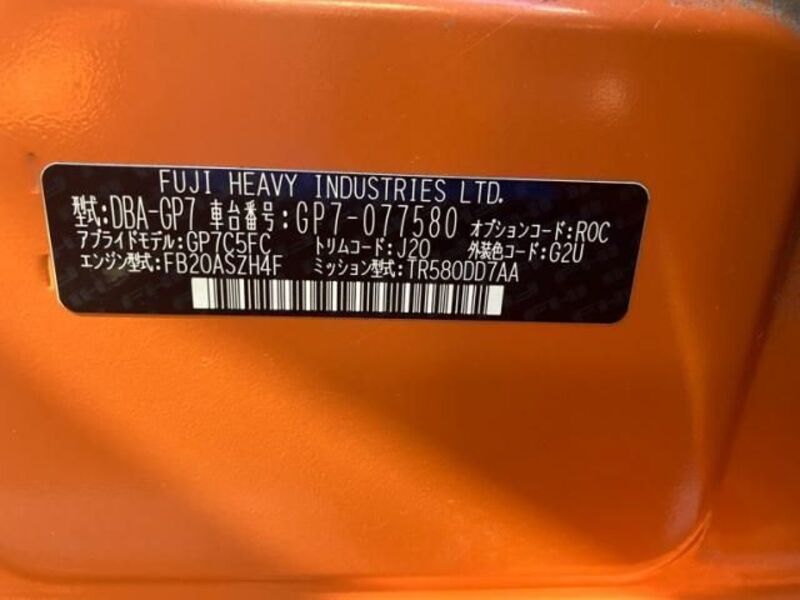 FUJI HEAVY INDUSTRIES LTD.
型式:DBA-GP7 車台番号:GP7-077580 オプションコード:ROC
アプライドモデル:GP7C5FC トリムコード:J20 外装色コード:G2U
エンジン型式:FB20ASZH4F ミッション型式:TR580DD7AA